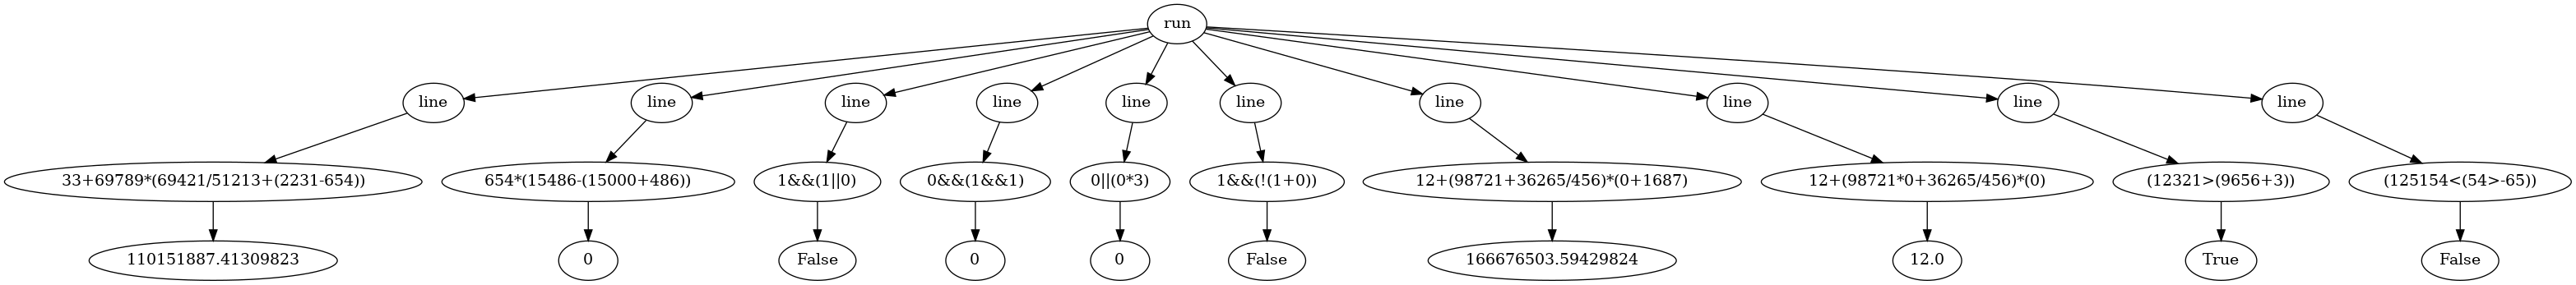 run
line line line line line line line line line line
33+69789*(69421/51213+(2231-654)) 654*(15486-(15000+486)) 1&&(1||0) 0&&(1&&1) 0||(0*3) 1&&(!(1+0)) 12+(98721+36265/456)*(0+1687) 12+(98721*0+36265/456)*(0) (12321>(9656+3)) (125154<(54>-65))
110151887.41309823 0 False 0 0 False 166676503.59429824 12.0 True False